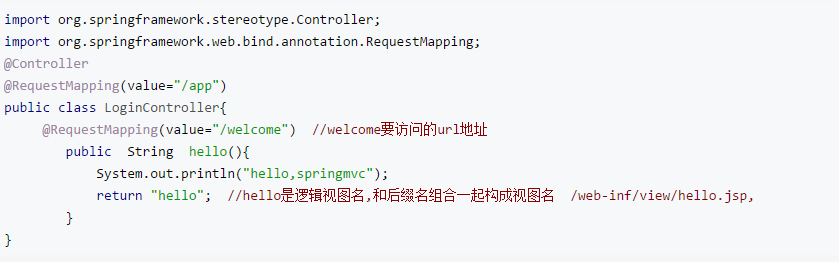 import org.springframework.stereotype.Controller;
import org.springframework.web.bind.annotation.RequestMapping;
@Controller
@RequestMapping(value="/app")
public class LoginController{
@RequestMapping(value="/welcome")  //welcome要访问的url地址
public  String  hello(){
System.out.println("hello,springmvc");
return "hello";  //hello是逻辑视图名,和后缀名组合一起构成视图名  /web-inf/view/hello.jsp,
}
}